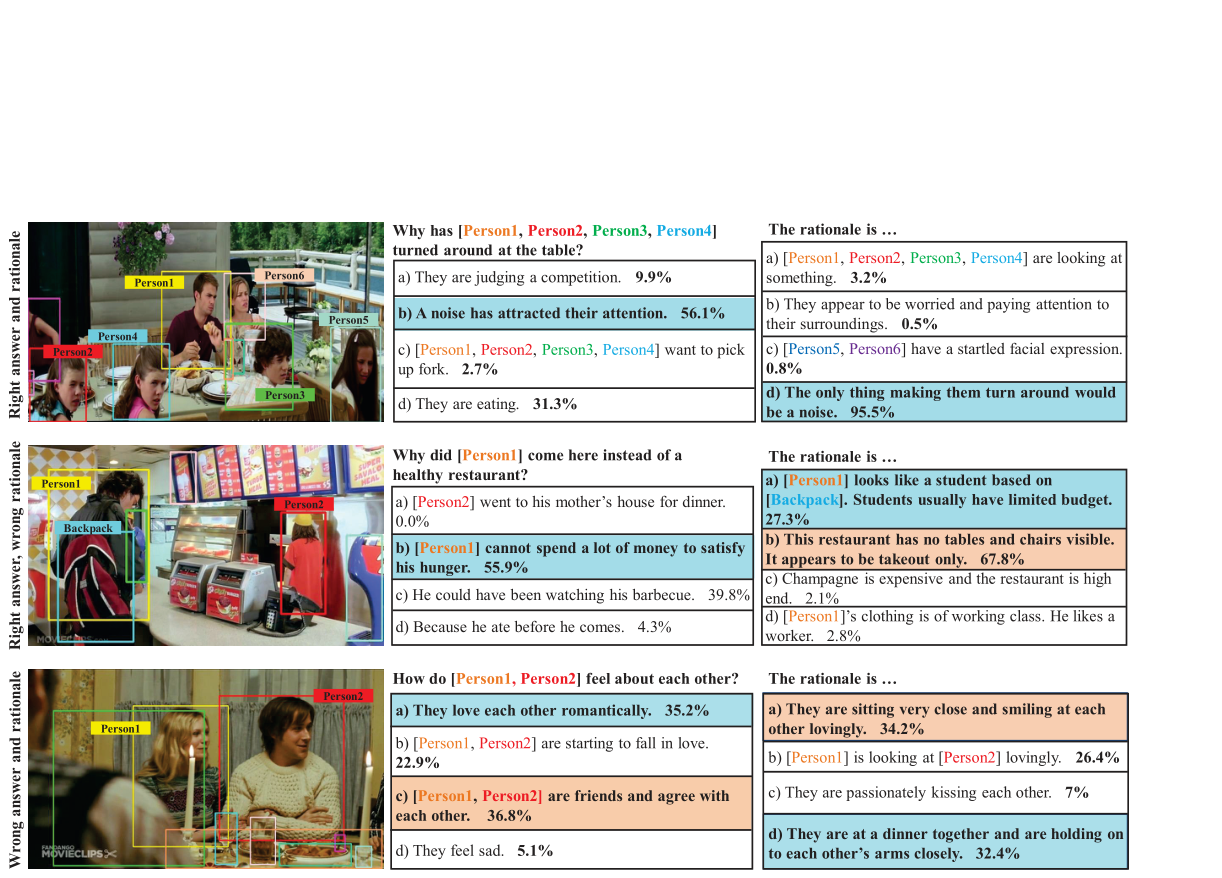 Right answer and rationale
Person1
Person6
Person5
Person4
Person2
Person3
Why has [Person1, Person2, Person3, Person4]
turned around at the table?
a) They are judging a competition. 9.9%
b) A noise has attracted their attention. 56.1%
c) [Person1, Person2, Person3, Person4] want to pick
up fork. 2.7%
d) They are eating. 31.3%
The rationale is …
a) [Person1, Person2, Person3, Person4] are looking at
something. 3.2%
b) They appear to be worried and paying attention to
their surroundings. 0.5%
c) [Person5, Person6] have a startled facial expression.
0.8%
d) The only thing making them turn around would
be a noise. 95.5%
Right answer, wrong rationale
Person1
Backpack
Person2
SUPER
MOVIECLIPS
Why did [Person1] come here instead of a
healthy restaurant?
a) [Person2] went to his mother’s house for dinner.
0.0%
b) [Person1] cannot spend a lot of money to satisfy
his hunger. 55.9%
c) He could have been watching his barbecue. 39.8%
d) Because he ate before he comes. 4.3%
The rationale is …
a) [Person1] looks like a student based on
[Backpack]. Students usually have limited budget.
27.3%
b) This restaurant has no tables and chairs visible.
It appears to be takeout only. 67.8%
c) Champagne is expensive and the restaurant is high
end. 2.1%
d) [Person1]’s clothing is of working class. He likes a
worker. 2.8%
Wrong answer and rationale
Person2
Person1
FANDANGO
MOVIECLIPS
How do [Person1, Person2] feel about each other?
a) They love each other romantically. 35.2%
b) [Person1, Person2] are starting to fall in love.
22.9%
c) [Person1, Person2] are friends and agree with
each other. 36.8%
d) They feel sad. 5.1%
The rationale is …
a) They are sitting very close and smiling at each
other lovingly. 34.2%
b) [Person1] is looking at [Person2] lovingly. 26.4%
c) They are passionately kissing each other. 7%
d) They are at a dinner together and are holding on
to each other’s arms closely. 32.4%